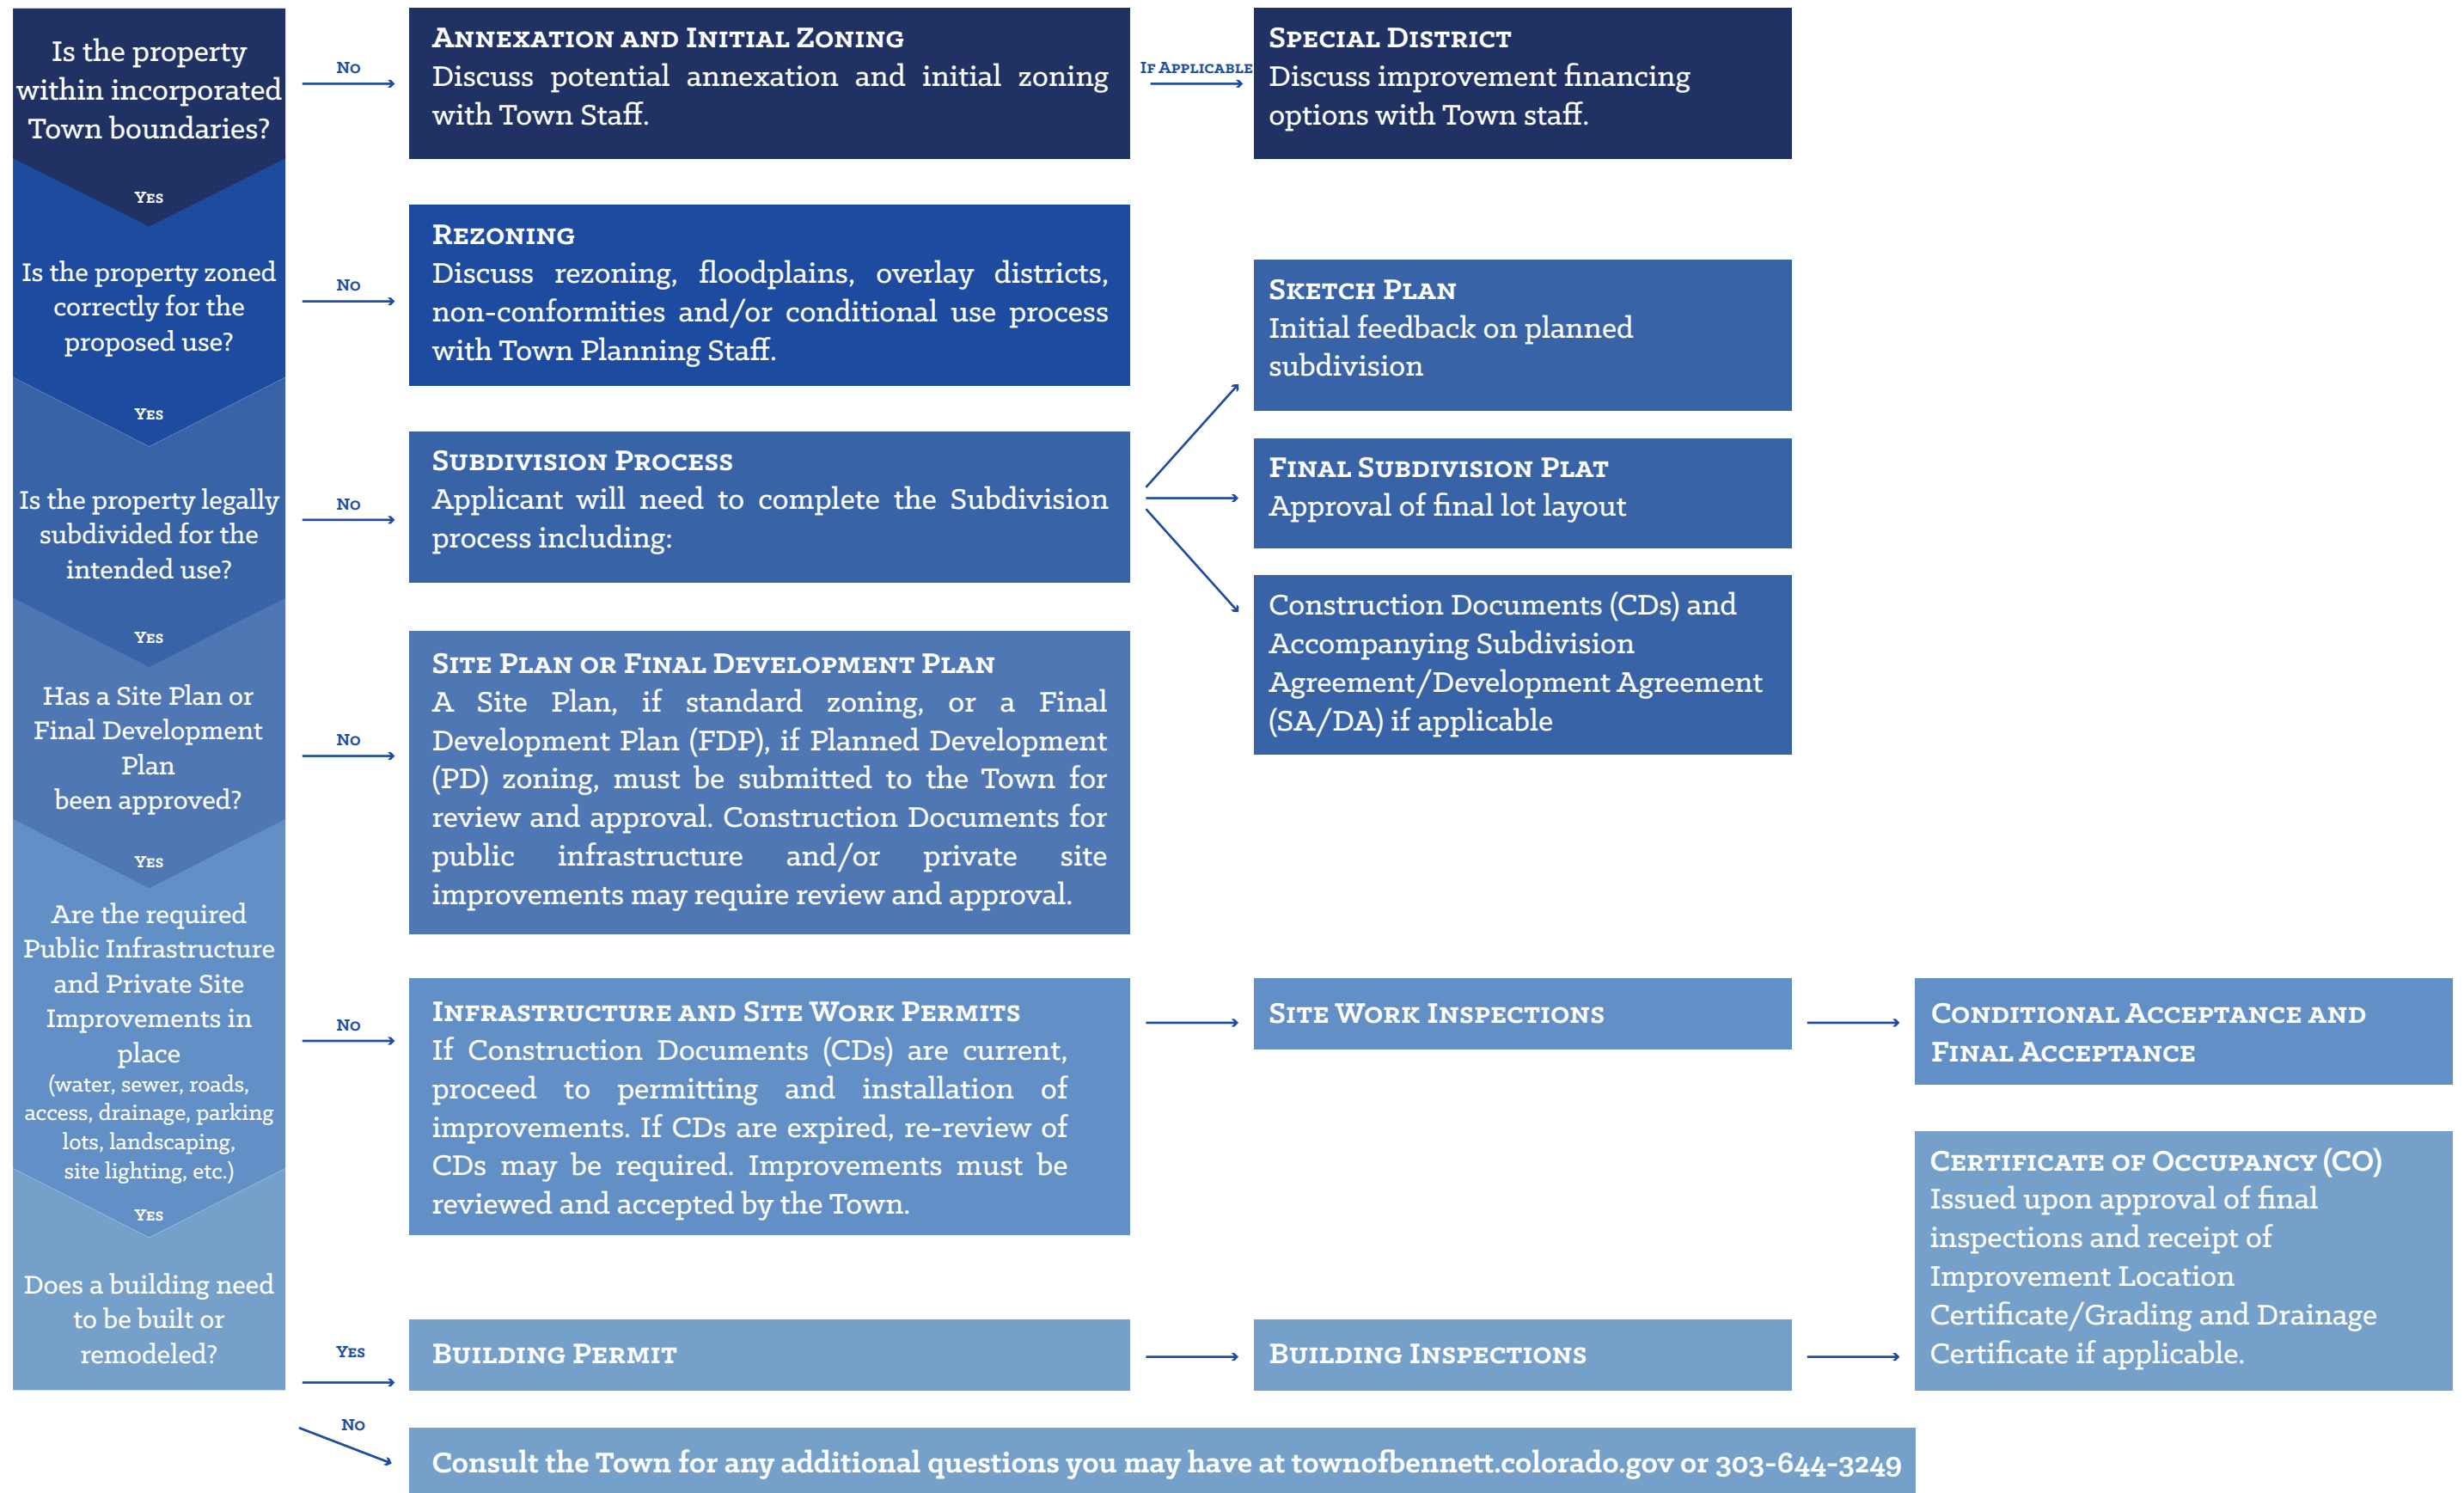 Is the property
within incorporated
Town boundaries?
No
ANNEXATION AND INITIAL ZONING
Discuss potential annexation and initial zoning
with Town Staff.
IF APPLICABLE
SPECIAL DISTRICT
Discuss improvement financing
options with Town staff.
YES
Is the property zoned
correctly for the
proposed use?
No
REZONING
Discuss rezoning, floodplains, overlay districts,
non-conformities and/or conditional use process
with Town Planning Staff.
YES
Is the property legally
subdivided for the
intended use?
No
SUBDIVISION PROCESS
Applicant will need to complete the Subdivision
process including:
SKETCH PLAN
Initial feedback on planned
subdivision
FINAL SUBDIVISION PLAT
Approval of final lot layout
Construction Documents (CDs) and
Accompanying Subdivision
Agreement/Development Agreement
(SA/DA) if applicable
YES
Has a Site Plan or
Final Development
Plan
been approved?
No
SITE PLAN OR FINAL DEVELOPMENT PLAN
A Site Plan, if standard zoning, or a Final
Development Plan (FDP), if Planned Development
(PD) zoning, must be submitted to the Town for
review and approval. Construction Documents for
public infrastructure and/or private site
improvements may require review and approval.
YES
Are the required
Public Infrastructure
and Private Site
Improvements in
place
(water, sewer, roads,
access, drainage, parking
lots, landscaping,
site lighting, etc.)
No
INFRASTRUCTURE AND SITE WORK PERMITS
If Construction Documents (CDs) are current,
proceed to permitting and installation of
improvements. If CDs are expired, re-review of
CDs may be required. Improvements must be
reviewed and accepted by the Town.
SITE WORK INSPECTIONS
CONDITIONAL ACCEPTANCE AND
FINAL ACCEPTANCE
YES
Does a building need
to be built or
remodeled?
YES
BUILDING PERMIT
BUILDING INSPECTIONS
CERTIFICATE OF OCCUPANCY (CO)
Issued upon approval of final
inspections and receipt of
Improvement Location
Certificate/Grading and Drainage
Certificate if applicable.
No
Consult the Town for any additional questions you may have at townofbennett.colorado.gov or 303-644-3249